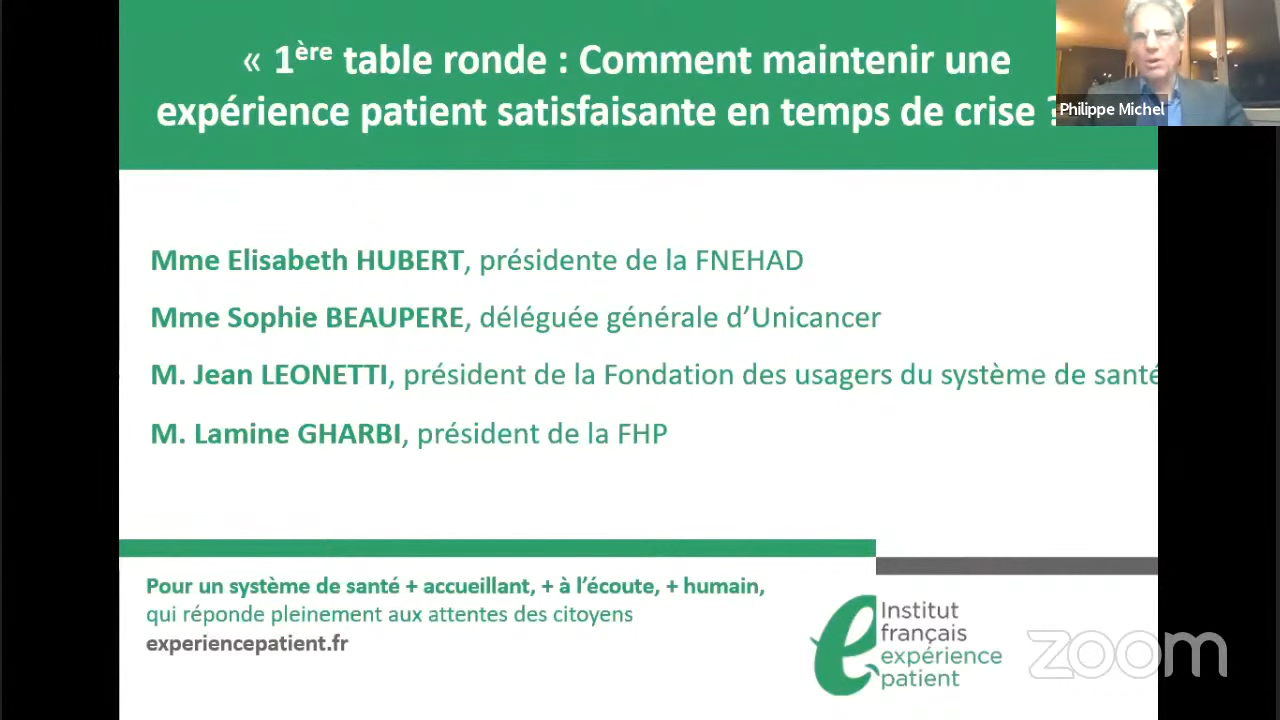 « 1ère table ronde : Comment maintenir une
expérience patient satisfaisante en temps de crise ?
Philippe Michel
Mme Elisabeth HUBERT, présidente de la FNEHAD
Mme Sophie BEAUPERE, déléguée générale d’Unicancer
M. Jean LEONETTI, président de la Fondation des usagers du système de santé
M. Lamine GHARBI, président de la FHP
Pour un système de santé + accueillant, + à l’écoute, + humain,
qui réponde pleinement aux attentes des citoyens
experiencepatient.fr
Institut
français
expérience
patient
zoom